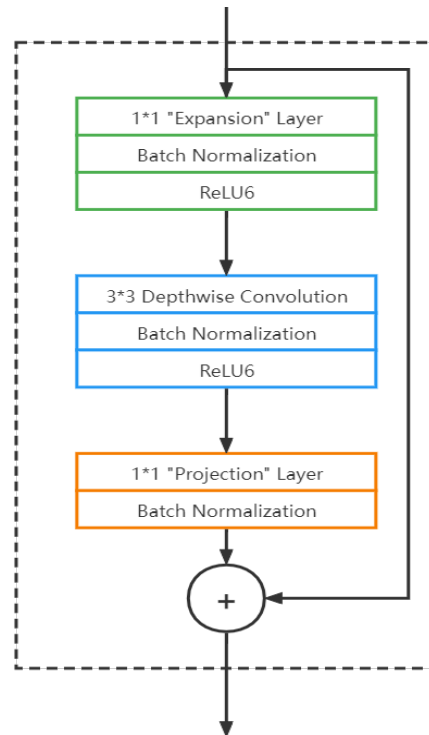 1*1 "Expansion" Layer
Batch Normalization
ReLU6
3*3 Depthwise Convolution
Batch Normalization
ReLU6
1*1 "Projection" Layer
Batch Normalization
+